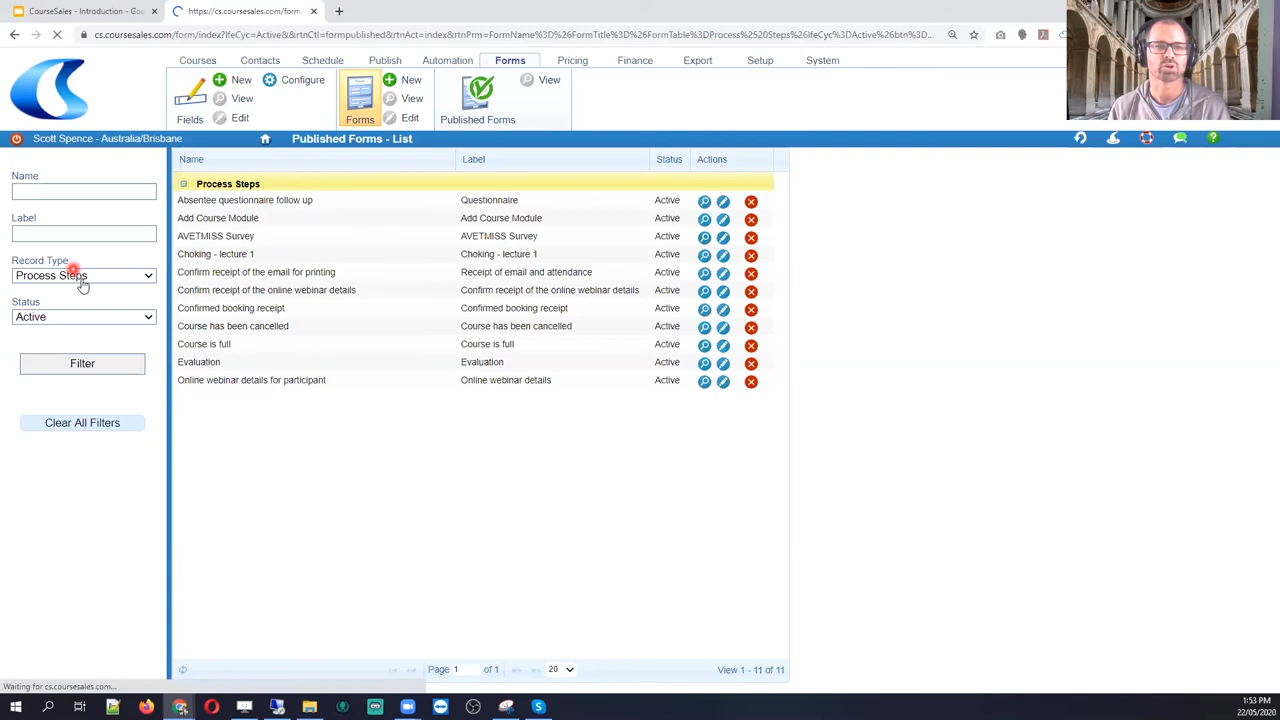 CourseSales - Introduction - Goo
https://cs.coursesales.com/form/
cs.coursesales.com/form/index?lfeCyc=Active&&rtnCtl=formpublished&rtnAct=index&rtnPrm=FormName%3D%26FormTitle%3D%26FormTable%3DProcess%2520Steps%26lfeCyc%3DActive%26btn%3D...
Courses Contacts Schedule Publish Automation Forms Pricing Finance Export Setup System
New Configure New View
View View
Fields Edit Forms Edit Published Forms
Scott Spence - Australia/Brisbane Published Forms - List
Name Label Status Actions
Name
Label
Record Type
Process Steps
Status
Active
Filter
Clear All Filters
Process Steps
Absentee questionnaire follow up Questionnaire Active
Add Course Module Add Course Module Active
AVETMISS Survey AVETMISS Survey Active
Choking - lecture 1 Choking - lecture 1 Active
Confirm receipt of the email for printing Receipt of email and attendance Active
Confirm receipt of the online webinar details Confirm receipt of the online webinar details Active
Confirmed booking receipt Confirmed booking receipt Active
Course has been cancelled Course has been cancelled Active
Course is full Course is full Active
Evaluation Evaluation Active
Online webinar details for participant Online webinar details Active
Page 1 of 1 20 View 1 - 11 of 11
Waiting for cs.coursesales.com...
1:53 PM
22/05/2020